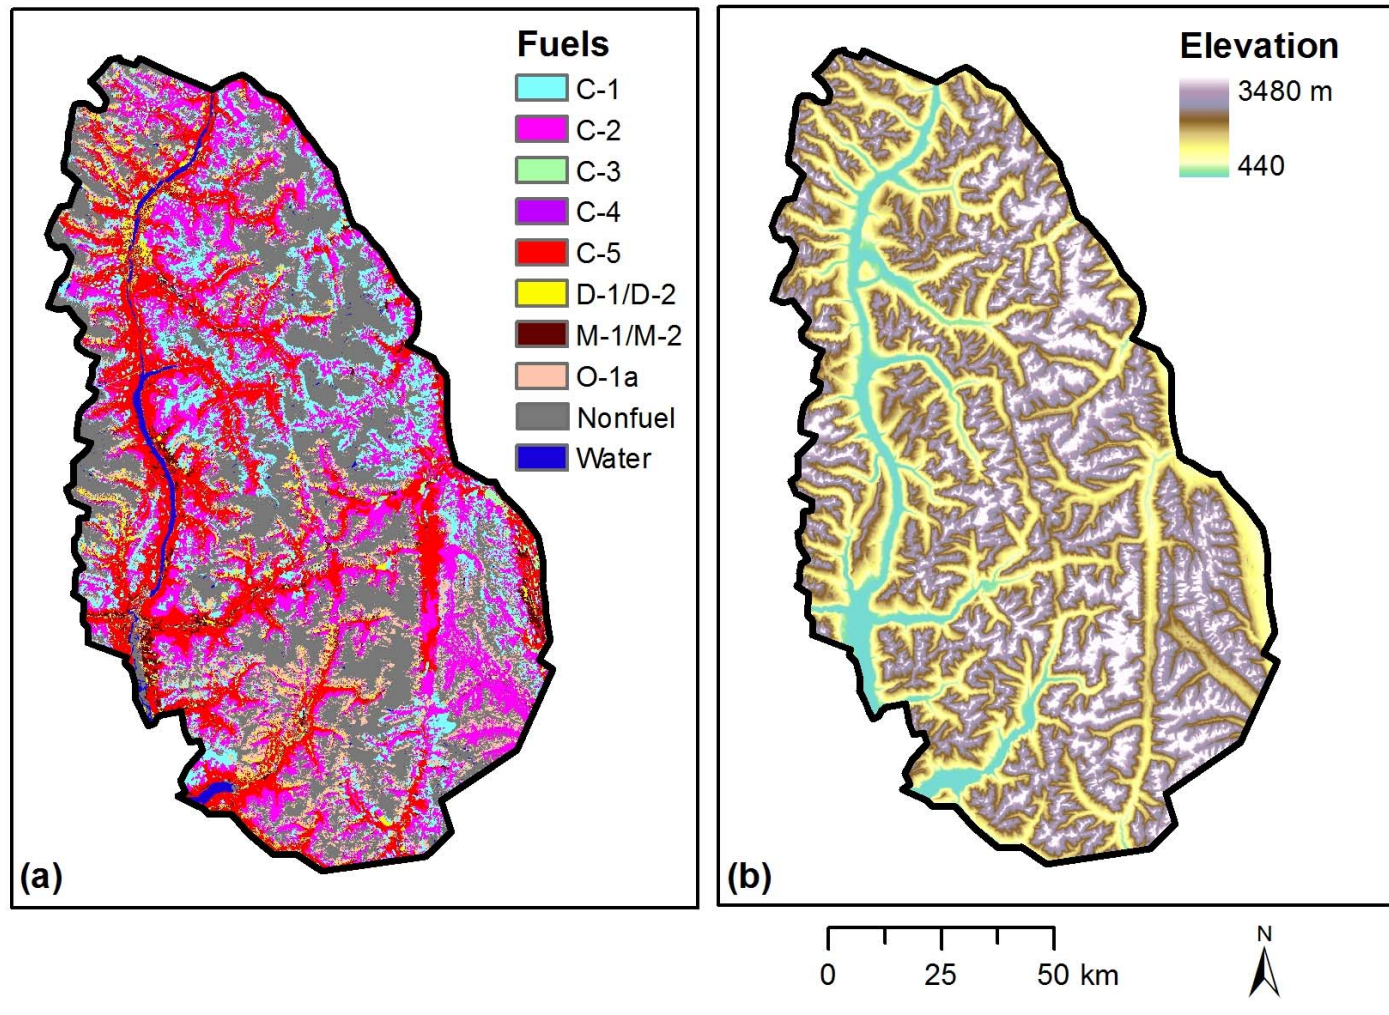 Fuels
C-1
C-2
C-3
C-4
C-5
D-1/D-2
M-1/M-2
O-1a
Nonfuel
Water
(a)
Elevation
3480 m
440
(b)
0 25 50 km
N